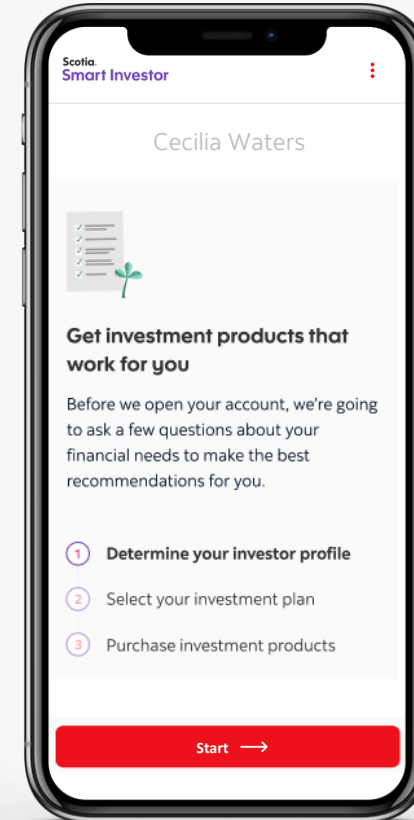 Scotia.
Smart Investor
Cecilia Waters
Get investment products that
work for you
Before we open your account, we're going
to ask a few questions about your
financial needs to make the best
recommendations for you.
1 Determine your investor profile
2 Select your investment plan
3 Purchase investment products
Start →